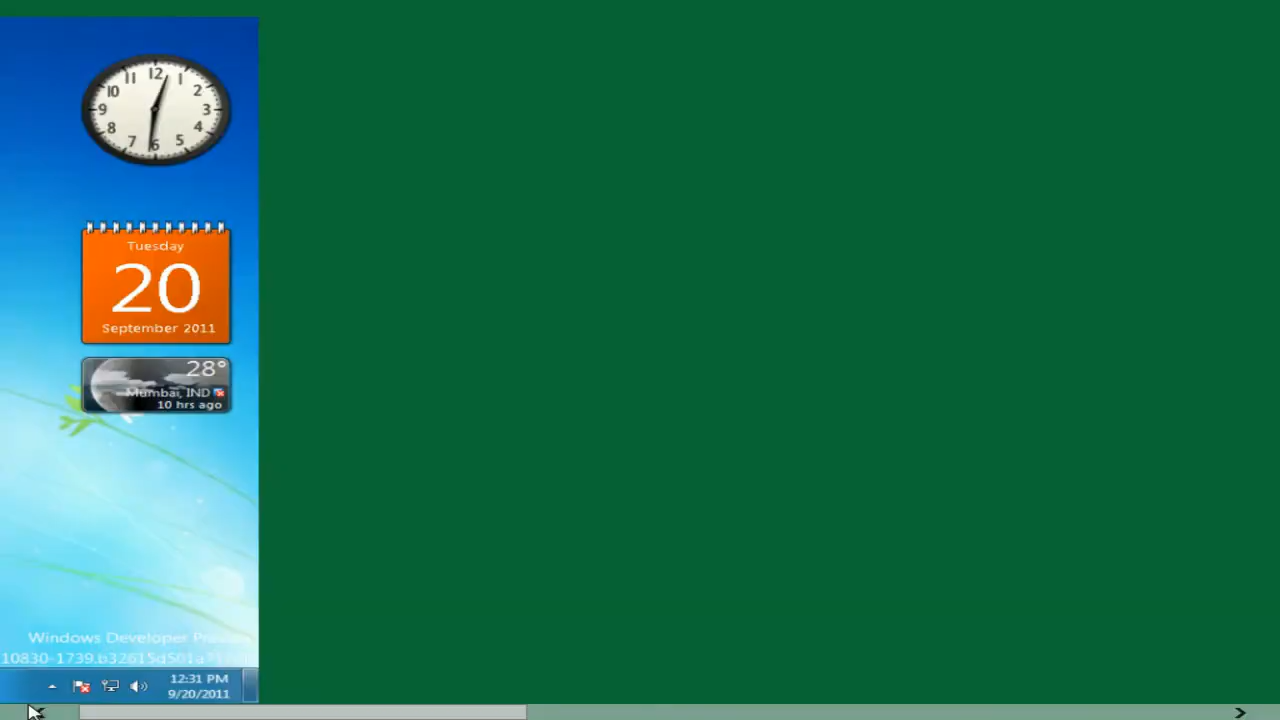 12
11 1
10 2
9 3
8 4
7 5
6
Tuesday
20
September 2011
28°
Mumbai, IND
10 hrs ago
Windows Developer
12:31 PM
9/20/2011